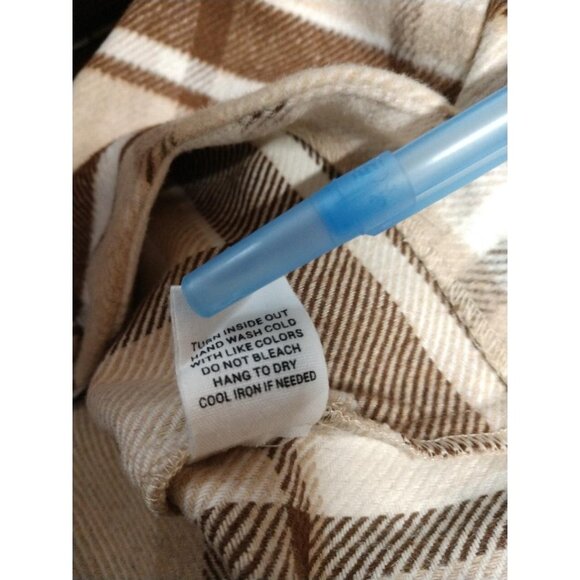 TURN INSIDE OUT
HAND WASH COLD
WITH LIKE COLORS
DO NOT BLEACH
HANG TO DRY
COOL IRON IF NEEDED